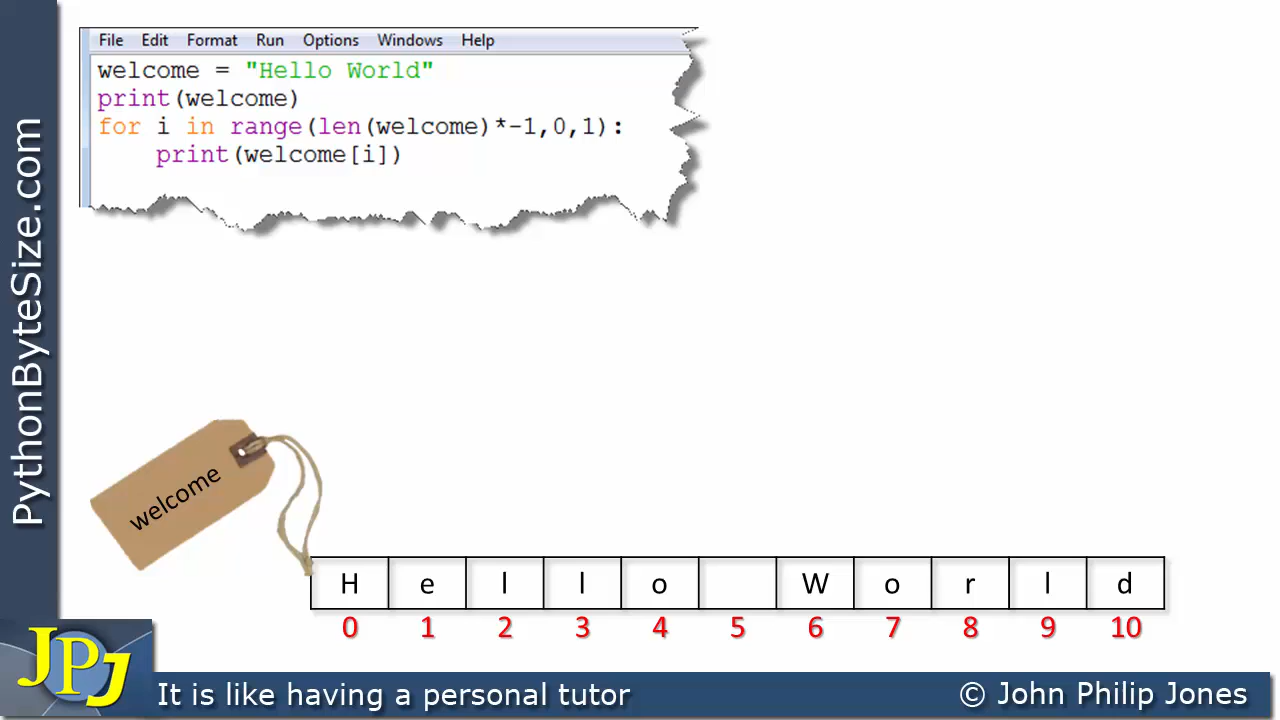 File Edit Format Run Options Windows Help
welcome = "Hello World"
print(welcome)
for i in range(len(welcome)*-1,0,1):
    print(welcome[i])
PythonByteSize.com
welcome
H e l l o W o r l d
0 1 2 3 4 5 6 7 8 9 10
JPJ
It is like having a personal tutor
© John Philip Jones